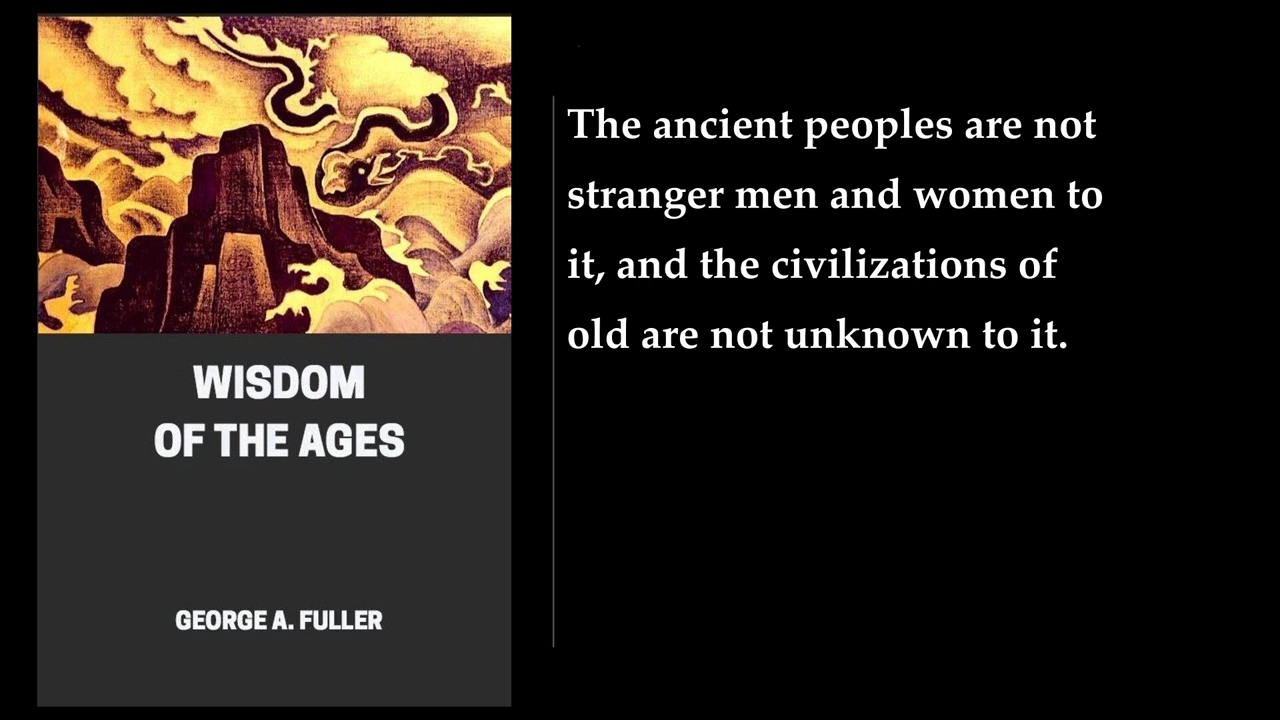 WISDOM
OF THE AGES
GEORGE A. FULLER
The ancient peoples are not
stranger men and women to
it, and the civilizations of
old are not unknown to it.